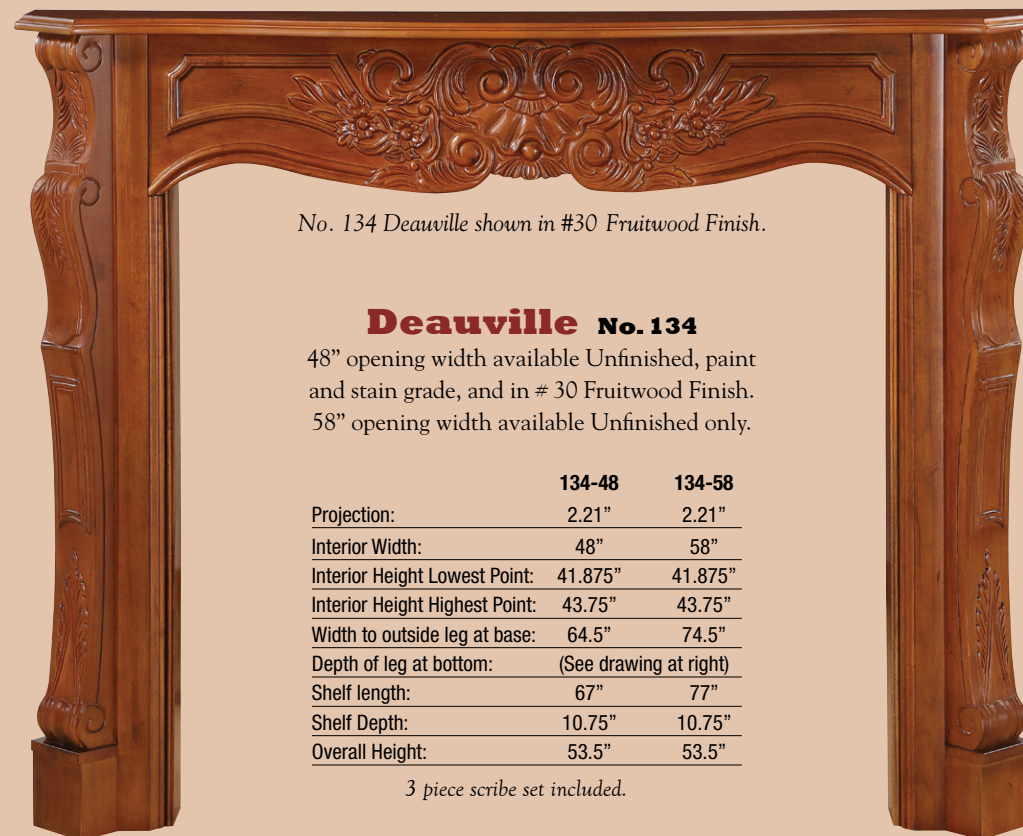 No. 134 Deauville shown in #30 Fruitwood Finish.
Deauville No. 134
48” opening width available Unfinished, paint
and stain grade, and in # 30 Fruitwood Finish.
58” opening width available Unfinished only.
134-48 134-58
Projection: 2.21” 2.21”
Interior Width: 48” 58”
Interior Height Lowest Point: 41.875” 41.875”
Interior Height Highest Point: 43.75” 43.75”
Width to outside leg at base: 64.5” 74.5”
Depth of leg at bottom: (See drawing at right)
Shelf length: 67” 77”
Shelf Depth: 10.75” 10.75”
Overall Height: 53.5” 53.5”
3 piece scribe set included.